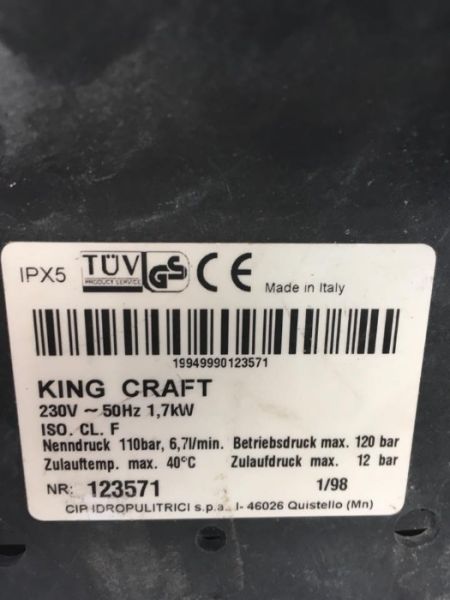 IPX5 TÜV PRODUCT SERVICE GS CE Made in Italy
19949990123571
KING CRAFT
230V ~ 50Hz 1,7kW
ISO. CL. F
Nenndruck 110bar, 6,7l/min. Betriebsdruck max. 120 bar
Zulauftemp. max. 40°C Zulaufdruck max. 12 bar
NR: 123571 1/98
CIP IDROPULITRICI s.p.a. I- 46026 Quistello (Mn)